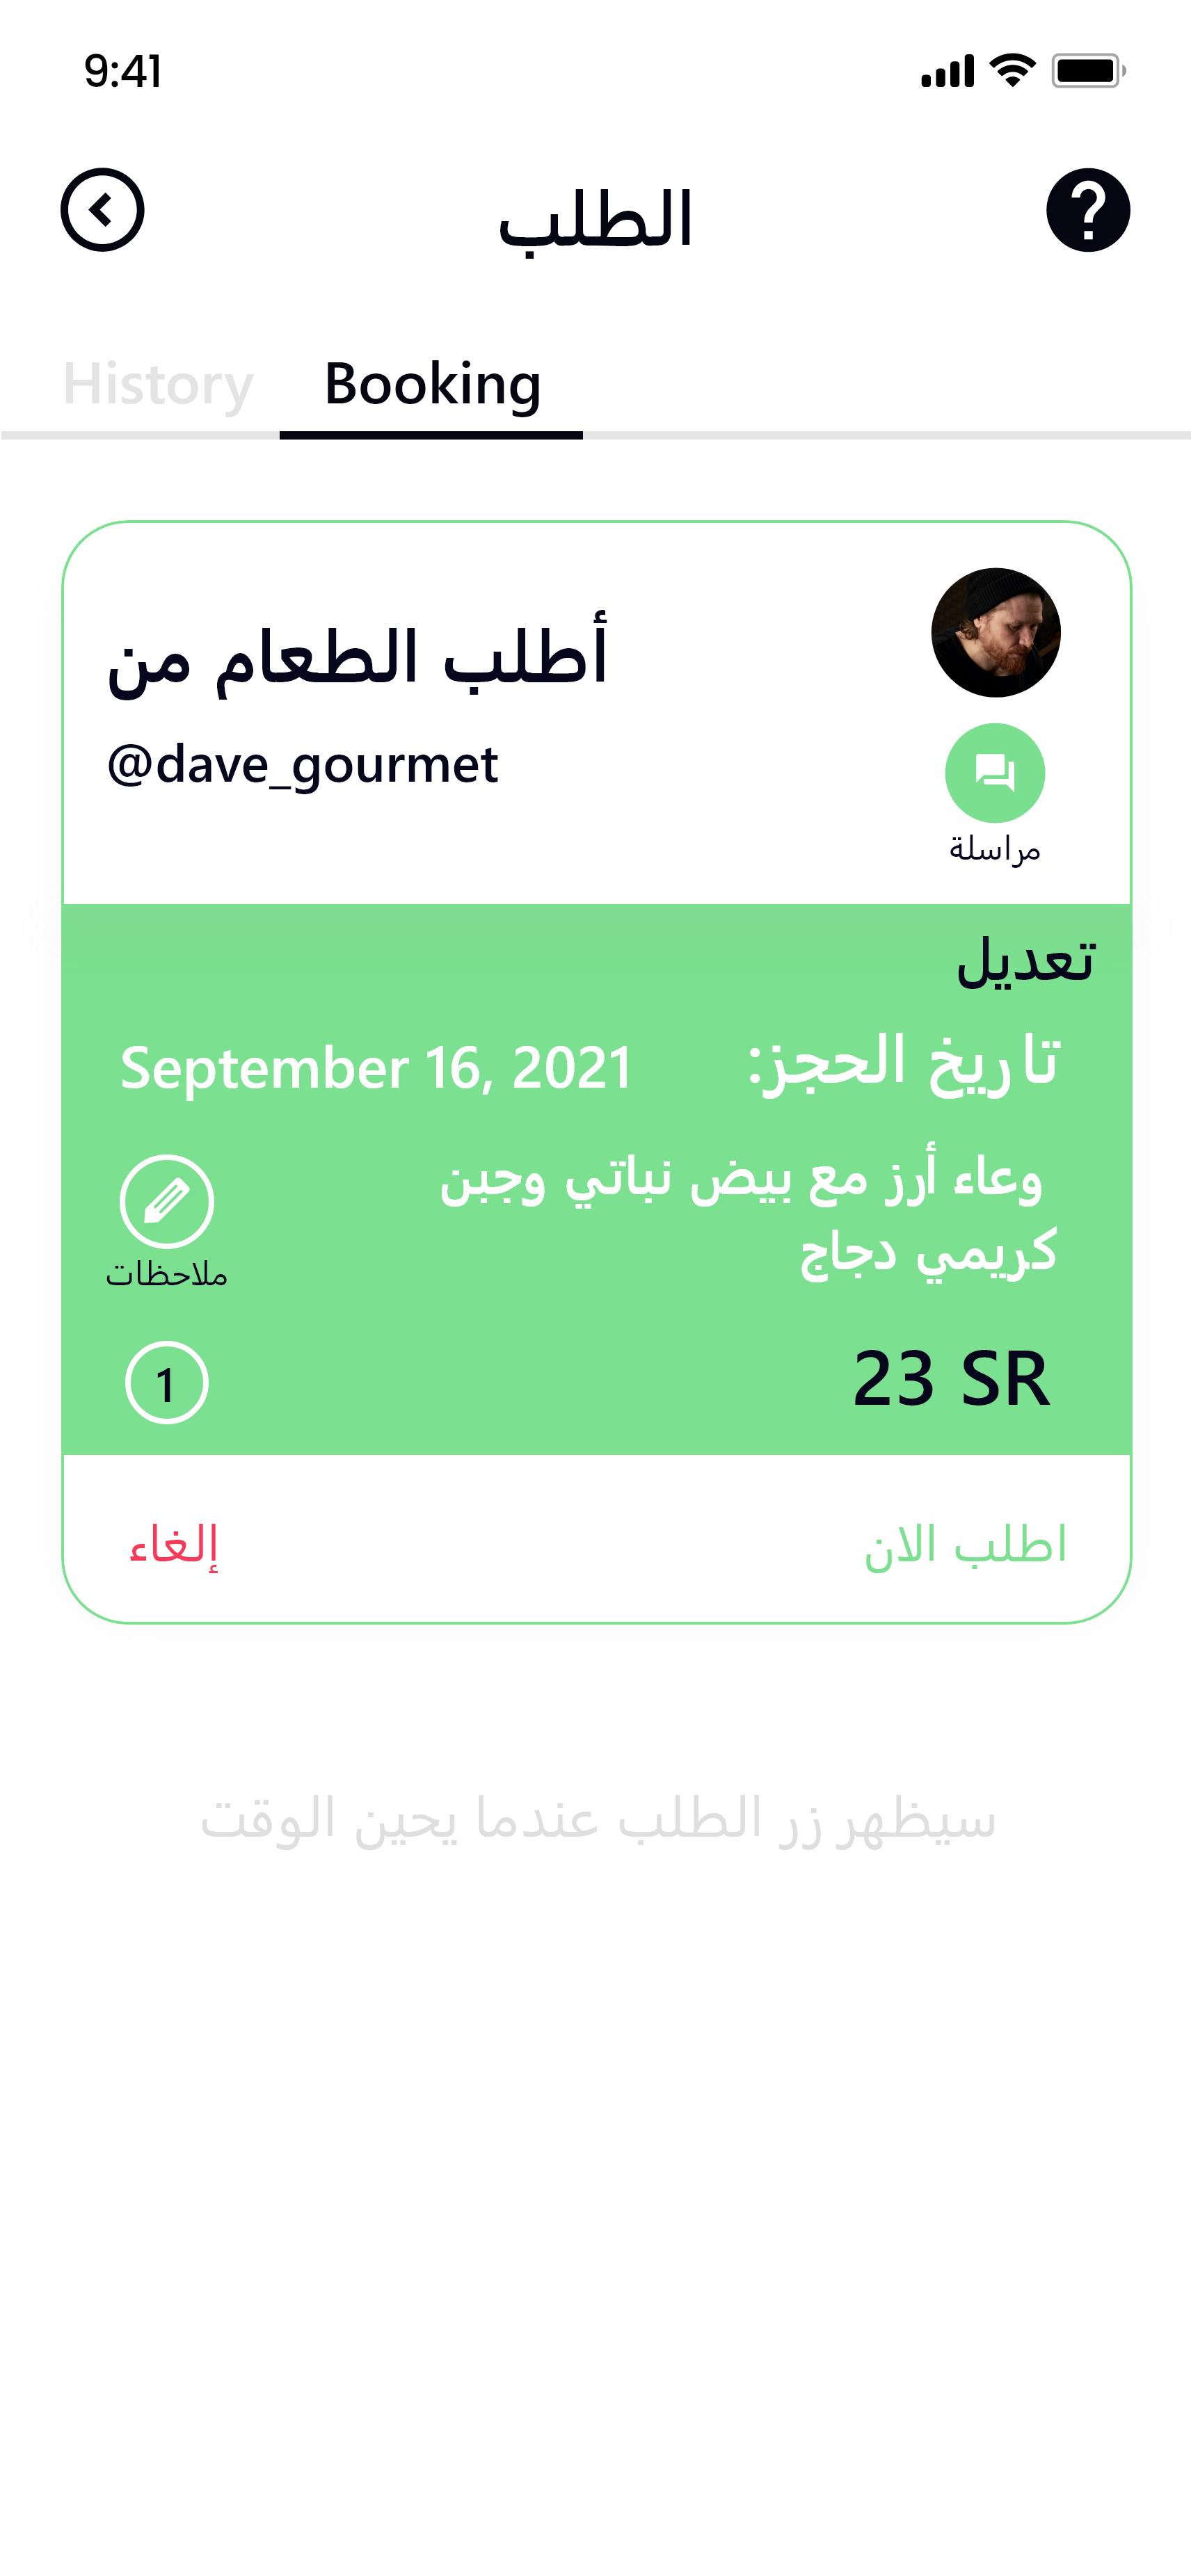 9:41
الطلب
History Booking
أطلب الطعام من
@dave_gourmet
مراسلة
تعديل
تاريخ الحجز: September 16, 2021
وعاء أرز مع بيض نباتي وجبن
كريمي دجاج
ملاحظات
23 SR 1
اطلب الان إلغاء
سيظهر زر الطلب عندما يحين الوقت